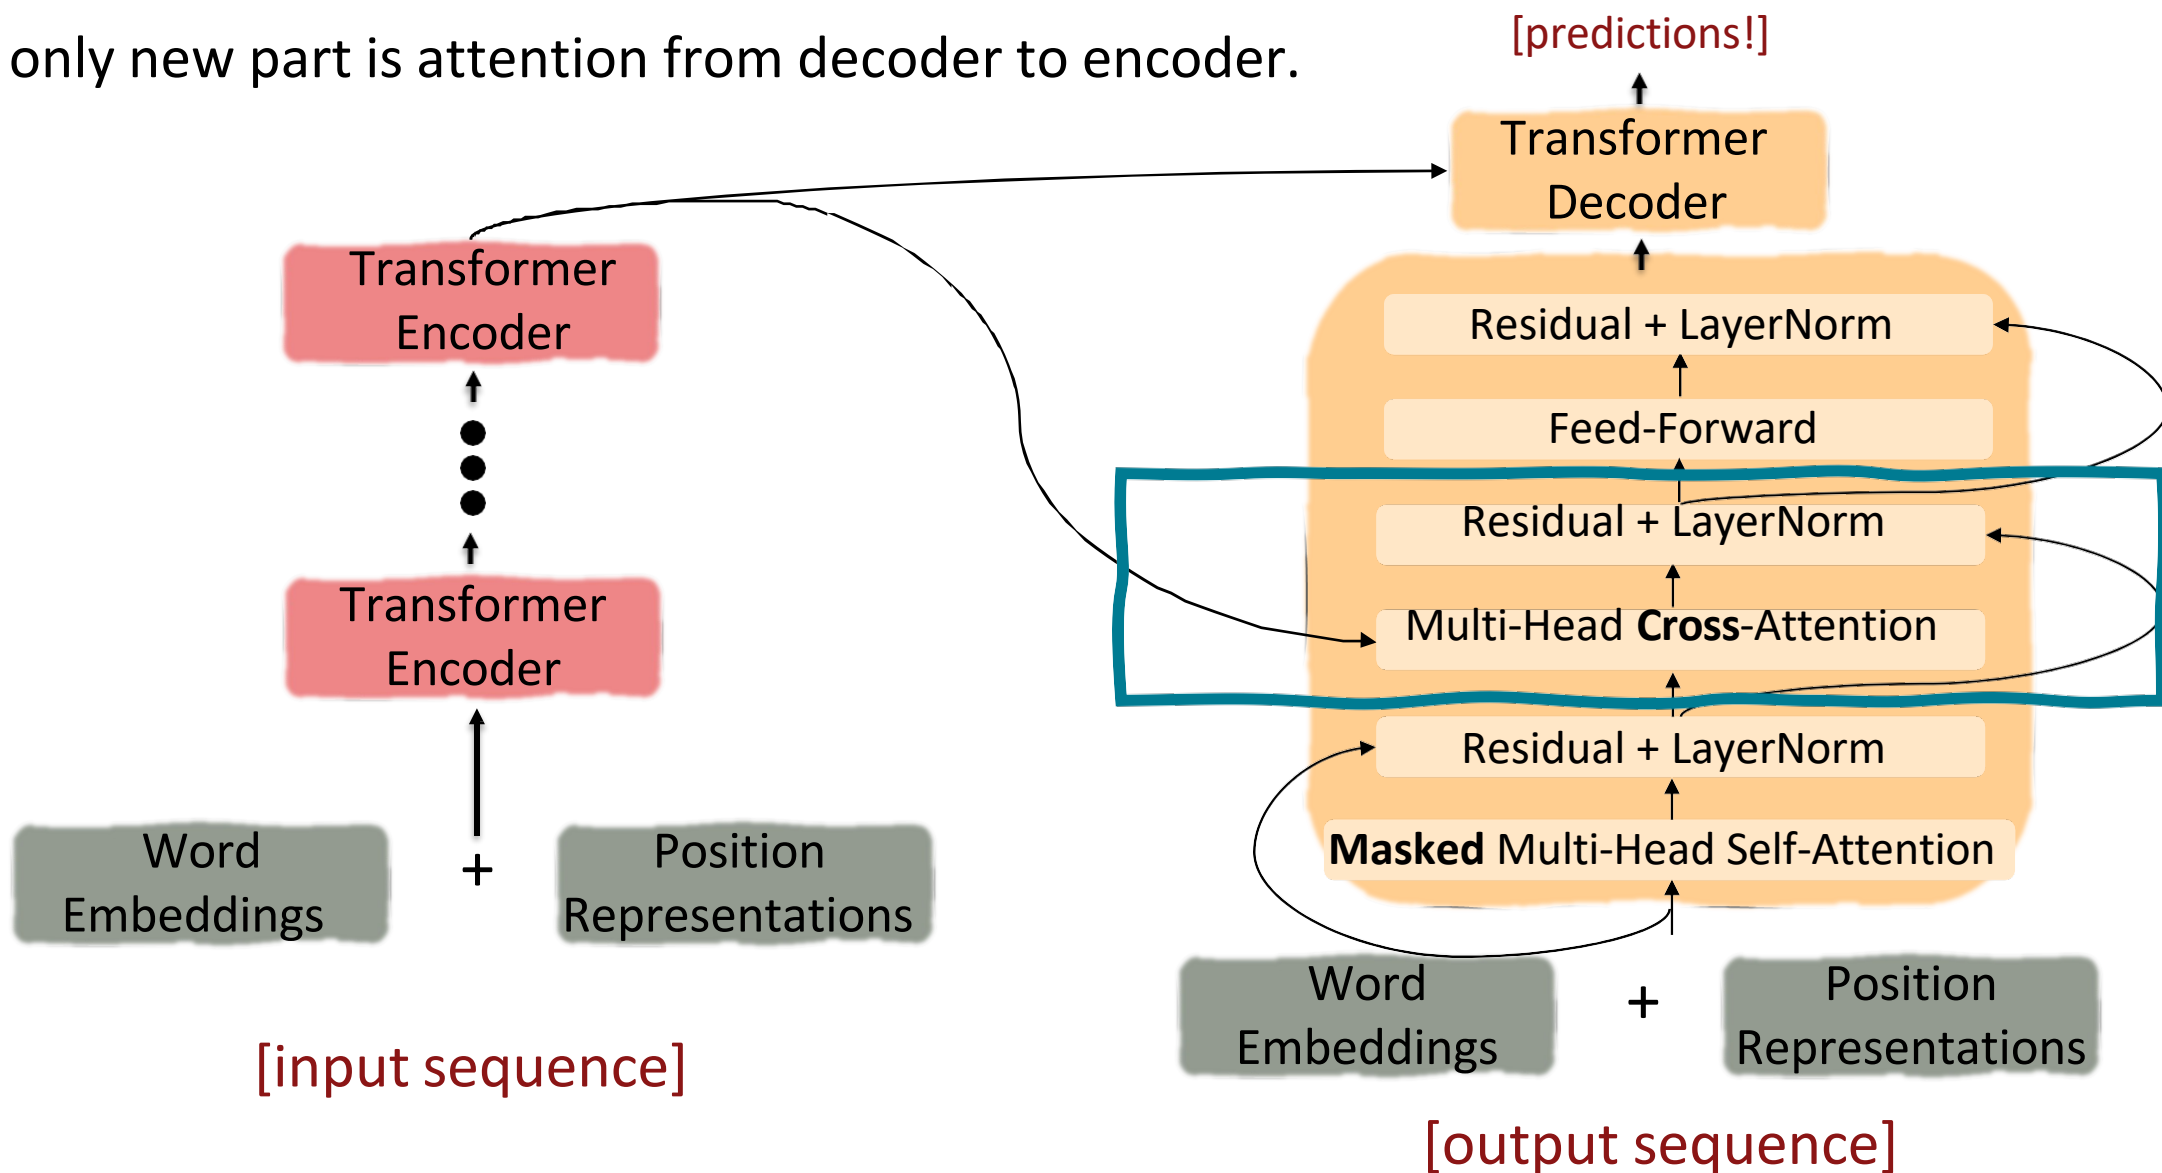 only new part is attention from decoder to encoder.
[predictions!]
Transformer
Decoder
Transformer
Encoder
Transformer
Encoder
Word
Embeddings
+
Position
Representations
[input sequence]
Residual + LayerNorm
Feed-Forward
Residual + LayerNorm
Multi-Head Cross-Attention
Residual + LayerNorm
Masked Multi-Head Self-Attention
Word
Embeddings
+
Position
Representations
[output sequence]